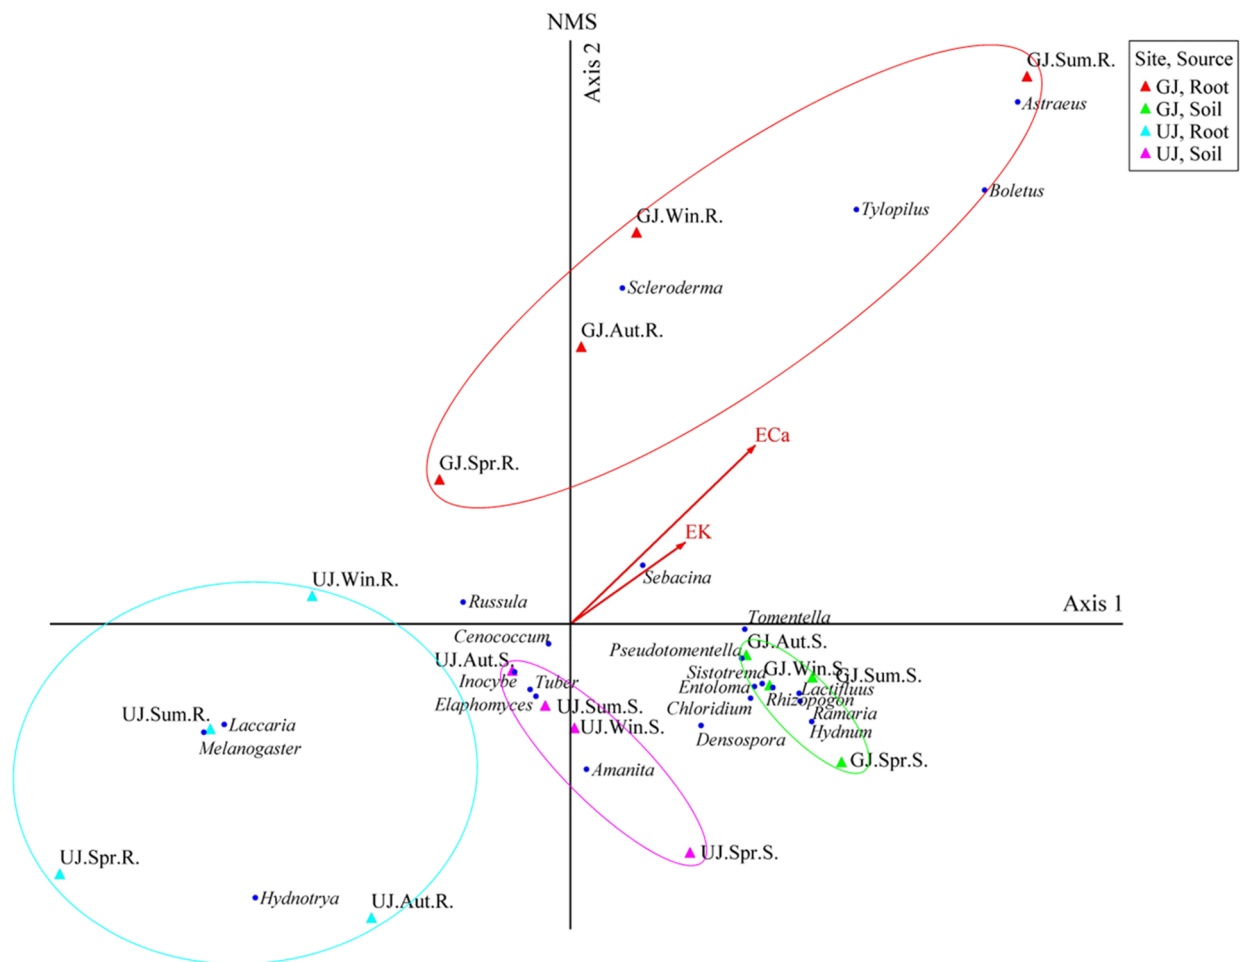 NMS
Axis 2
GJ.Sum.R.
Site, Source
GJ, Root
GJ, Soil
UJ, Root
UJ, Soil
Astraeus
Boletus
Tylopilus
GJ.Win.R.
Scleroderma
GJ.Aut.R.
ECa
GJ.Spr.R.
EK
Sebacina
UJ.Win.R.
Russula
Axis 1
Tomentella
Cenococcum
GJ.Aut.S.
Pseudotomentella
UJ.Aut.S.
GJ.Win.S.
Sistotrema
GJ.Sum.S.
Inocybe
Tuber
Entoloma
Lactifluus
Rhizopogon
Elaphomyces
UJ.Sum.S.
Chloridium
Ramaria
UJ.Sum.R.
Laccaria
UJ.Win.S.
Hydnum
Densospora
Melanogaster
GJ.Spr.S.
Amanita
UJ.Spr.S.
UJ.Spr.R.
Hydnotrya
UJ.Aut.R.